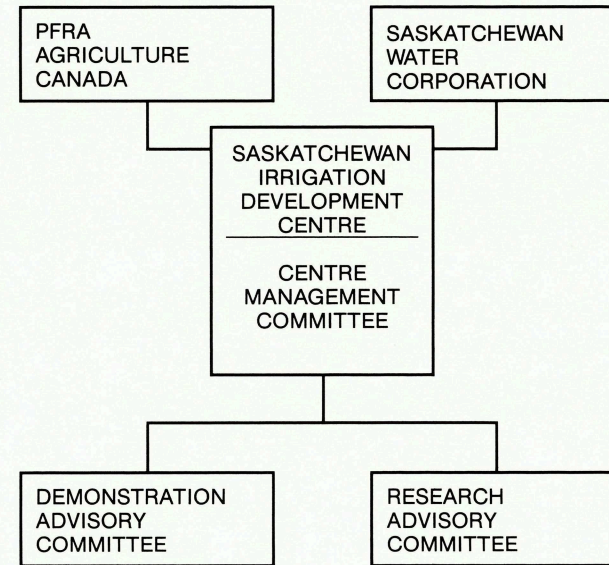 PFRA
AGRICULTURE
CANADA
SASKATCHEWAN
WATER
CORPORATION
SASKATCHEWAN
IRRIGATION
DEVELOPMENT
CENTRE
CENTRE
MANAGEMENT
COMMITTEE
DEMONSTRATION
ADVISORY
COMMITTEE
RESEARCH
ADVISORY
COMMITTEE